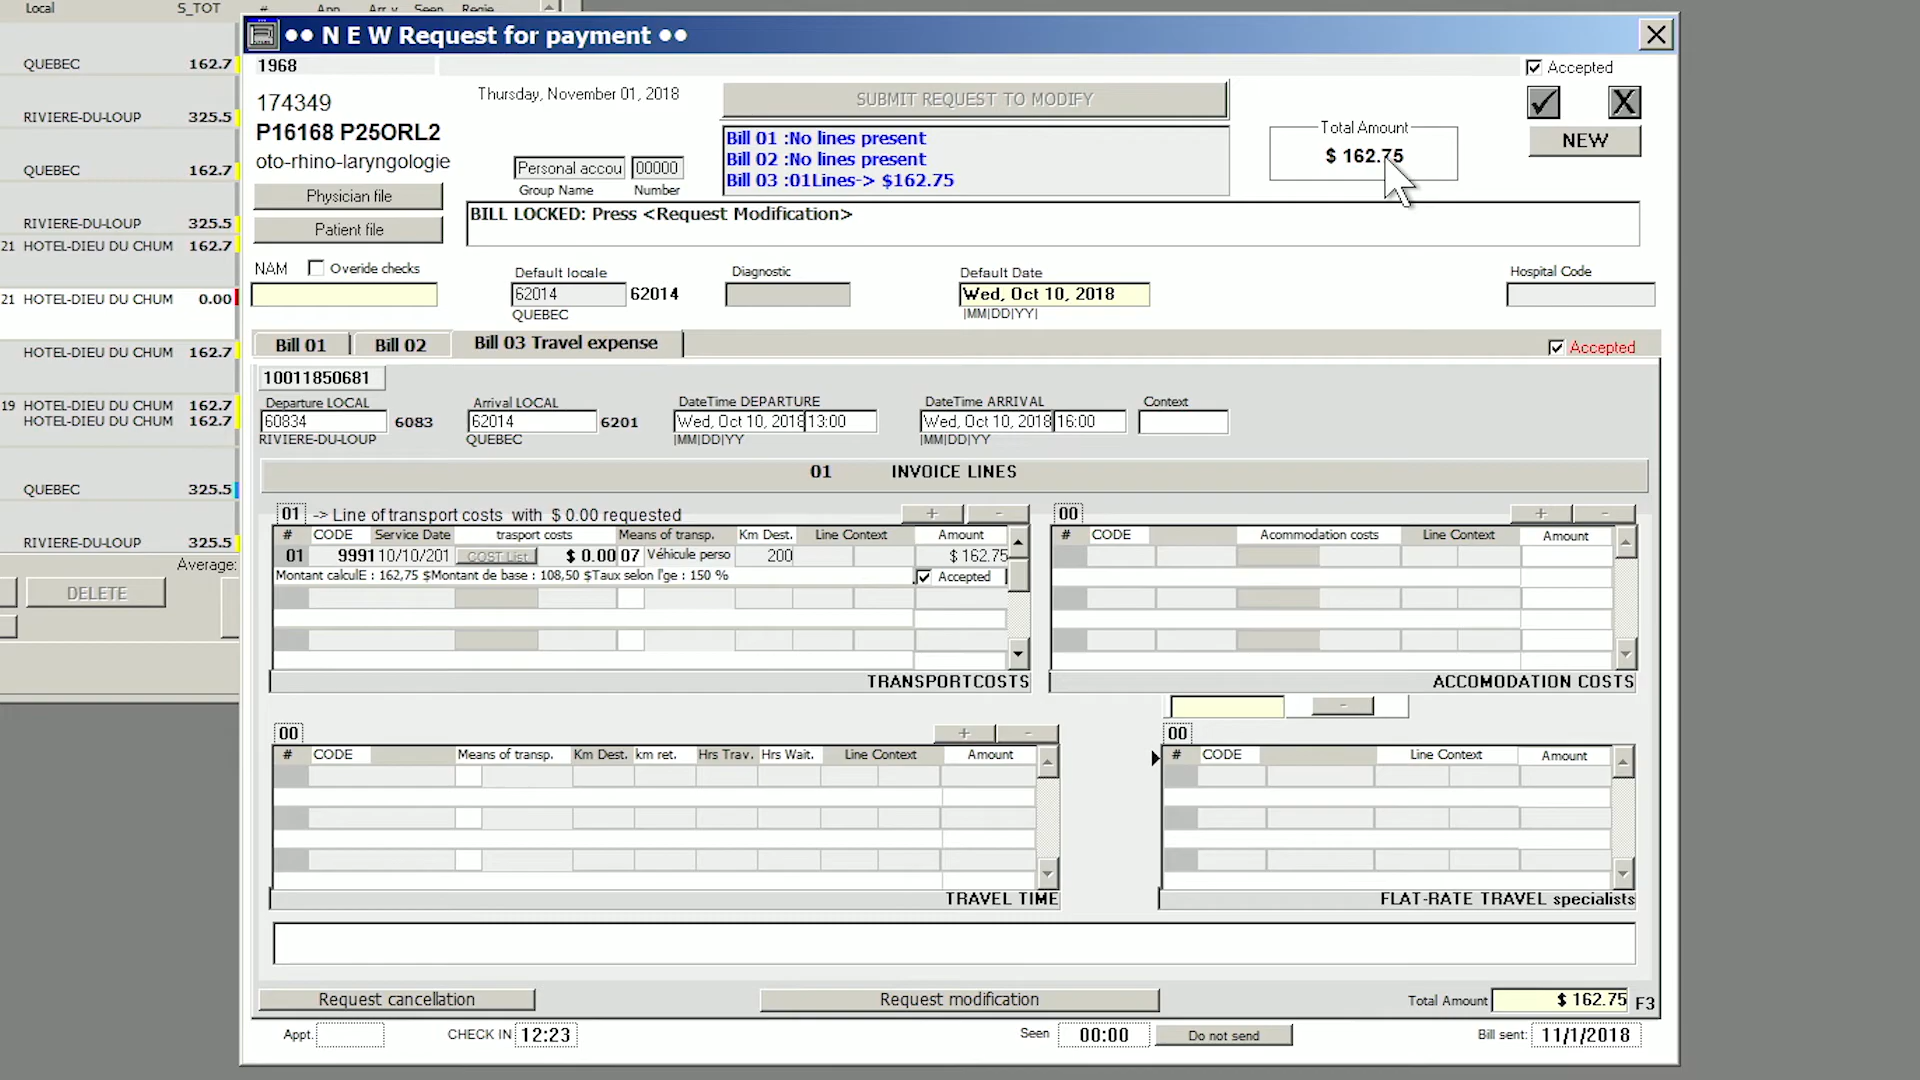 Local S_TOT # App. Arr.v Seen Regie
QUEBEC 162.7
RIVIERE-DU-LOUP 325.5
QUEBEC 162.7
RIVIERE-DU-LOUP 325.5
21 HOTEL-DIEU DU CHUM 162.7
21 HOTEL-DIEU DU CHUM 0.00
HOTEL-DIEU DU CHUM 162.7
19 HOTEL-DIEU DU CHUM 162.7
HOTEL-DIEU DU CHUM 162.7
QUEBEC 325.5
RIVIERE-DU-LOUP 325.5
Average:
DELETE
●● N E W Request for payment ●●
1968
Accepted
174349
Thursday, November 01, 2018
SUBMIT REQUEST TO MODIFY
P16168 P25ORL2
oto-rhino-laryngologie
Personal accou 00000
Group Name Number
Bill 01 :No lines present
Bill 02 :No lines present
Bill 03 :01Lines-> $162.75
Total Amount
$ 162.75
NEW
Physician file
Patient file
BILL LOCKED: Press <Request Modification>
NAM Overide checks
Default locale
62014 62014
QUEBEC
Diagnostic
Default Date
Wed, Oct 10, 2018
|MM|DD|YY|
Hospital Code
Bill 01 Bill 02 Bill 03 Travel expense
Accepted
10011850681
Departure LOCAL Arrival LOCAL DateTime DEPARTURE DateTime ARRIVAL Context
60834 6083 62014 6201 Wed, Oct 10, 2018 13:00 Wed, Oct 10, 2018 16:00
RIVIERE-DU-LOUP QUEBEC |MM|DD|YY |MM|DD|YY
01 INVOICE LINES
01 -> Line of transport costs with $ 0.00 requested + -
# CODE Service Date trasport costs Means of transp. Km Dest. Line Context Amount
01 9991 10/10/201 COST List $ 0.00 07 Véhicule perso 200 $ 162.75
Montant calculE : 162,75 $Montant de base : 108,50 $Taux selon l'ge : 150 % Accepted
TRANSPORTCOSTS
00 + -
# CODE Acommodation costs Line Context Amount
ACCOMODATION COSTS
-
00 + -
# CODE Means of transp. Km Dest. km ret. Hrs Trav. Hrs Wait. Line Context Amount
TRAVEL TIME
00
# CODE Line Context Amount
FLAT-RATE TRAVEL specialists
Request cancellation
Request modification
Total Amount $ 162.75 F3
Appt.
CHECK IN 12:23
Seen 00:00
Do not send
Bill sent: 11/1/2018